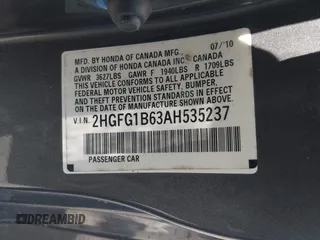 MFD. BY HONDA OF CANADA MFG. 07/10
A DIVISION OF HONDA CANADA INC., CANADA
GVWR 3627LBS GAWR F 1940LBS R 1709LBS
THIS VEHICLE CONFORMS TO ALL APPLICABLE
FEDERAL MOTOR VEHICLE SAFETY, BUMPER,
AND THEFT PREVENTION STANDARDS IN EFFECT
ON THE DATE OF MANUFACTURE SHOWN ABOVE.
V.I.N. 2HGFG1B63AH535237
PASSENGER CAR
DREAMBID